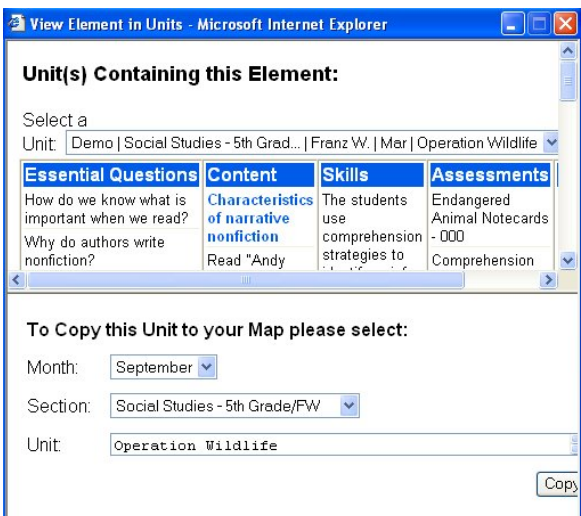 View Element in Units - Microsoft Internet Explorer
Unit(s) Containing this Element:
Select a
Unit: Demo | Social Studies - 5th Grad... | Franz W. | Mar | Operation Wildlife
Essential Questions Content Skills Assessments
How do we know what is
important when we read?
Why do authors write
nonfiction?
Characteristics
of narrative
nonfiction
Read "Andy
The students
use
comprehension
strategies to
Endangered
Animal Notecards
- 000
Comprehension
To Copy this Unit to your Map please select:
Month: September
Section: Social Studies - 5th Grade/FW
Unit: Operation Wildlife
Copy